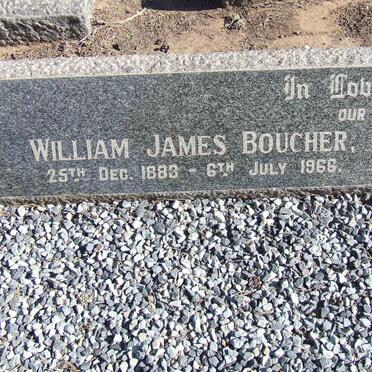 In Lov
OUR
WILLIAM JAMES BOUCHER,
25TH DEC. 1883 - 6TH JULY 1966.